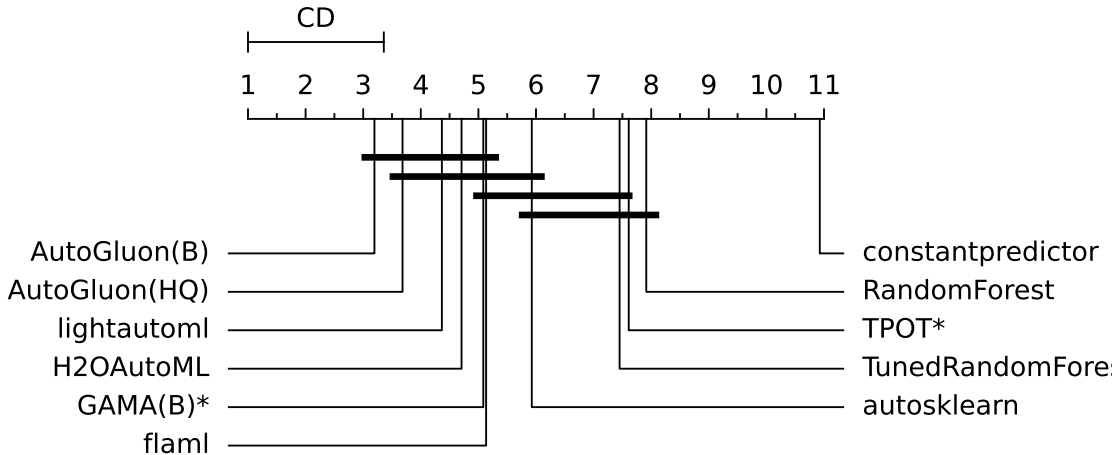 CD
1 2 3 4 5 6 7 8 9 10 11
AutoGluon(B) constantpredictor
AutoGluon(HQ) RandomForest
lightautoml TPOT*
H2OAutoML TunedRandomFores
GAMA(B)* autosklearn
flaml